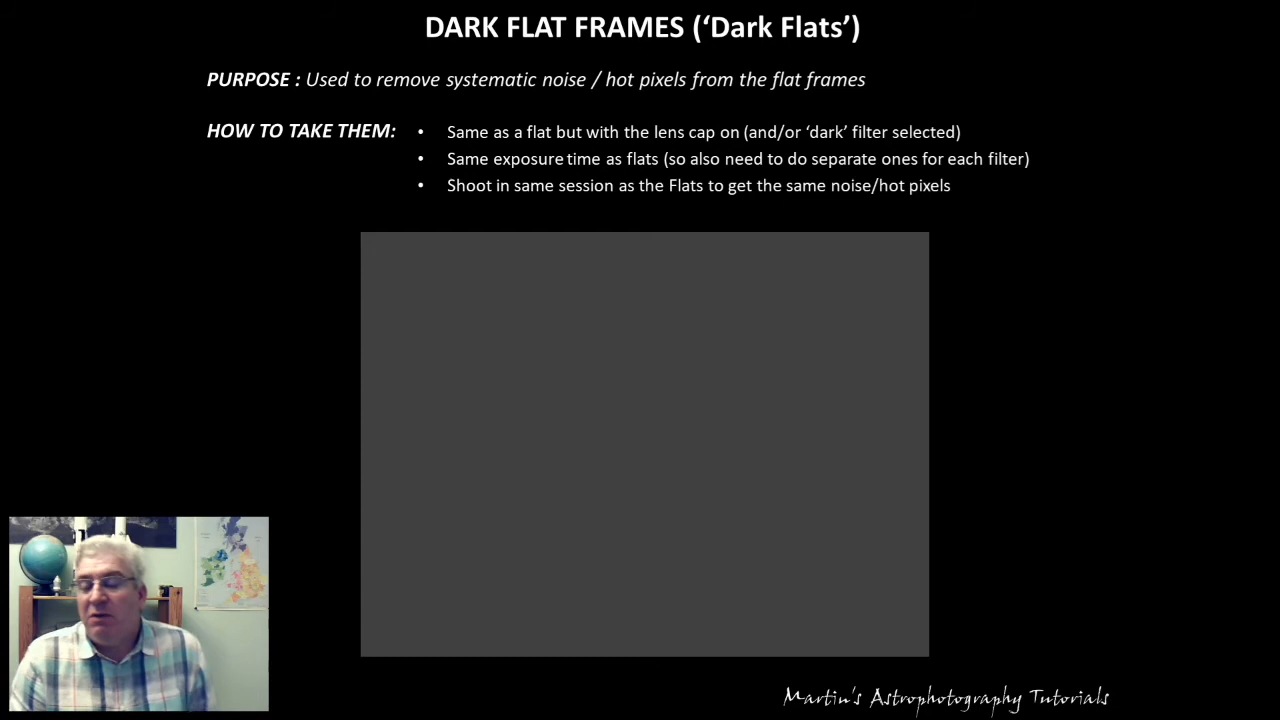 DARK FLAT FRAMES (‘Dark Flats’)
PURPOSE : Used to remove systematic noise / hot pixels from the flat frames
HOW TO TAKE THEM:
• Same as a flat but with the lens cap on (and/or ‘dark’ filter selected)
• Same exposure time as flats (so also need to do separate ones for each filter)
• Shoot in same session as the Flats to get the same noise/hot pixels
Martin's Astrophotography Tutorials